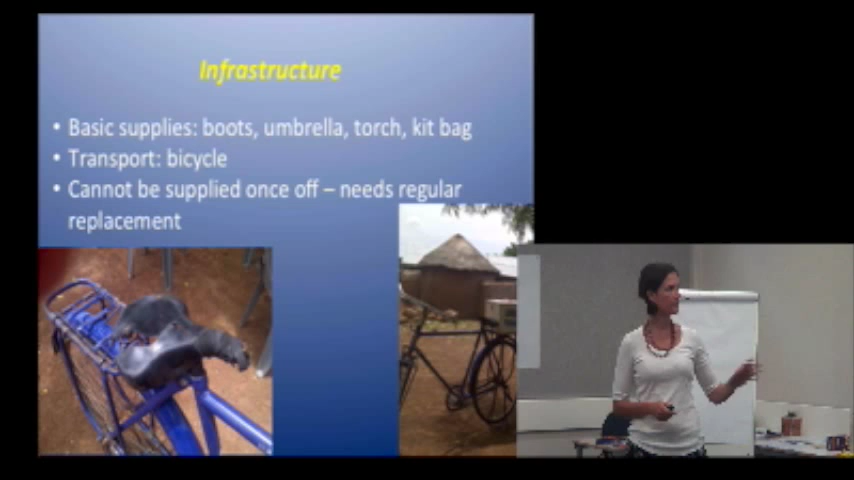 Infrastructure
• Basic supplies: boots, umbrella, torch, kit bag
• Transport: bicycle
• Cannot be supplied once off – needs regular
replacement